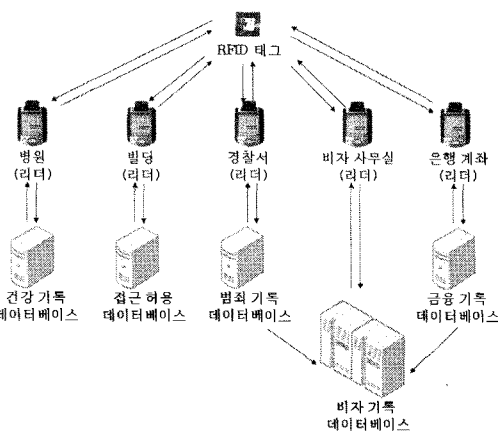 RFID 태그
병원
(리더)
빌딩
(리더)
경찰서
(리더)
비자 사무실
(리더)
은행 계좌
(리더)
건강 기록
데이터베이스
접근 허용
데이터베이스
범죄 기록
데이터베이스
금융 기록
데이터베이스
비자 기록
데이터베이스